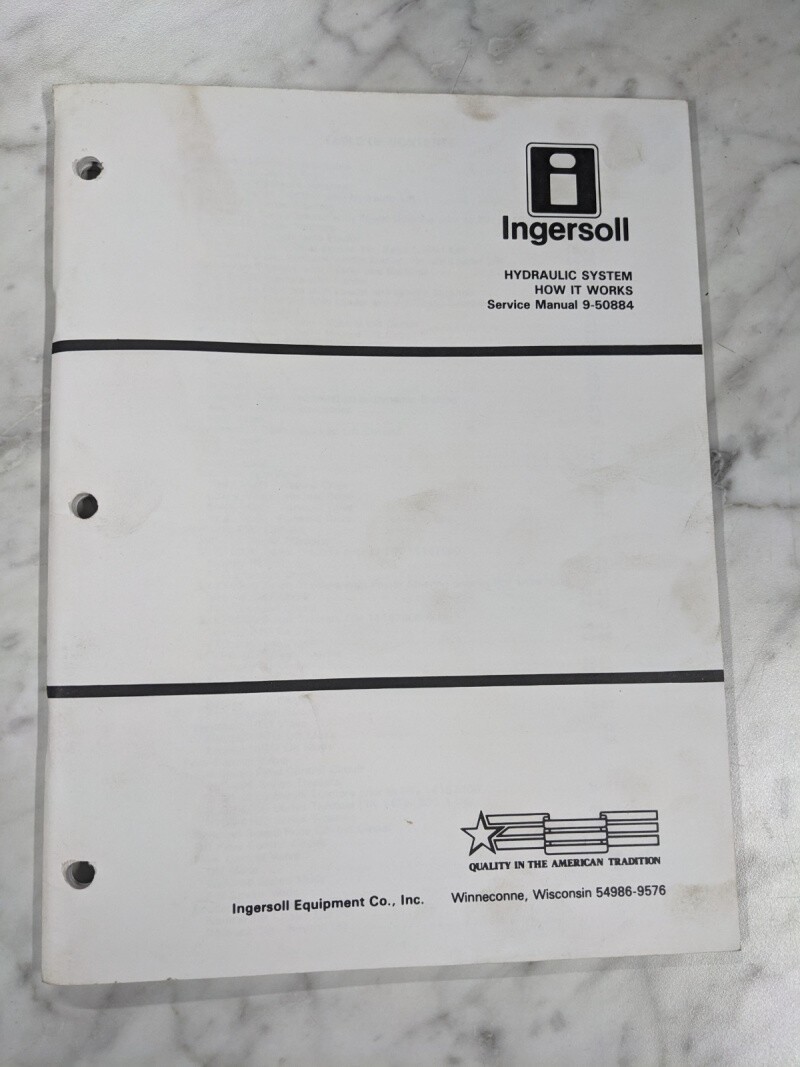 Ingersoll
HYDRAULIC SYSTEM
HOW IT WORKS
Service Manual 9-50884
QUALITY IN THE AMERICAN TRADITION
Ingersoll Equipment Co., Inc. Winneconne, Wisconsin 54986-9576